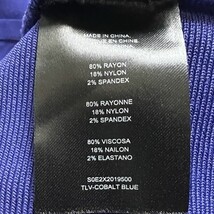 MADE IN CHINA.
EN CHINE.
80% RAYON
18% NYLON
2% SPANDEX
80% RAYONNE
18% NYLON
2% SPANDEX
80% VISCOSA
18% NAILON
2% ELASTANO
S0E2X2019500
TLV-COBALT BLUE